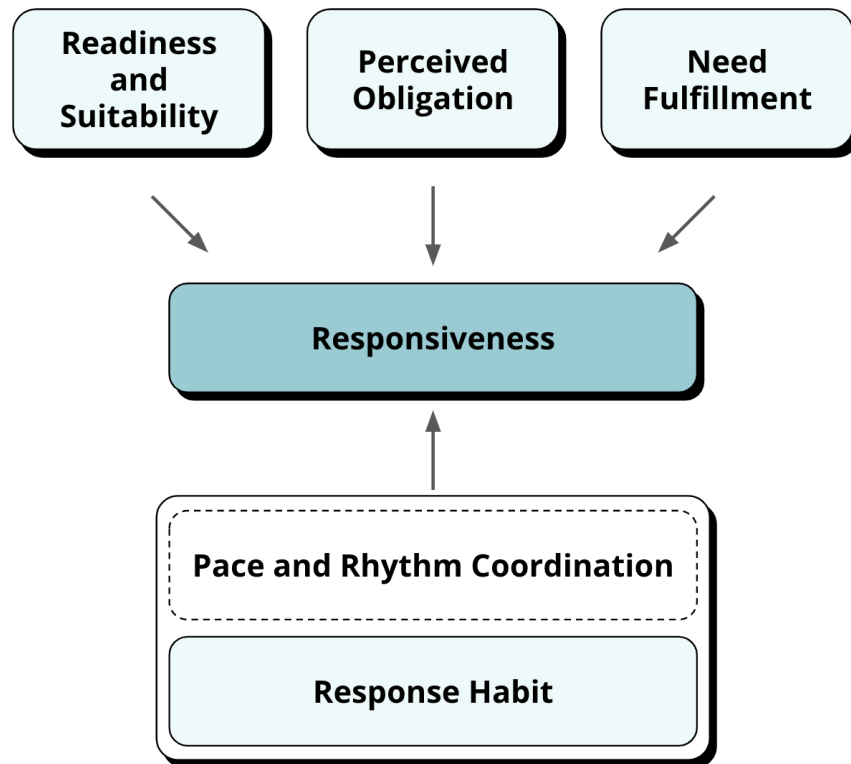 Readiness
and
Suitability
Perceived
Obligation
Need
Fulfillment
Responsiveness
Pace and Rhythm Coordination
Response Habit